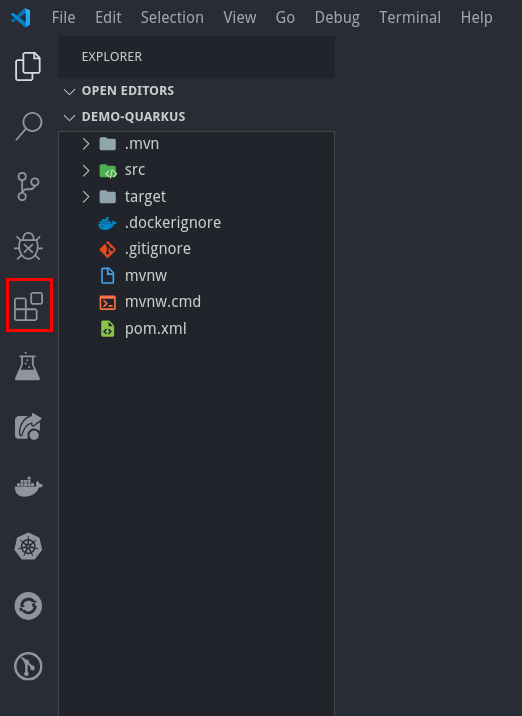 File Edit Selection View Go Debug Terminal Help
EXPLORER
OPEN EDITORS
DEMO-QUARKUS
.mvn
src
target
.dockerignore
.gitignore
mvnw
mvnw.cmd
pom.xml